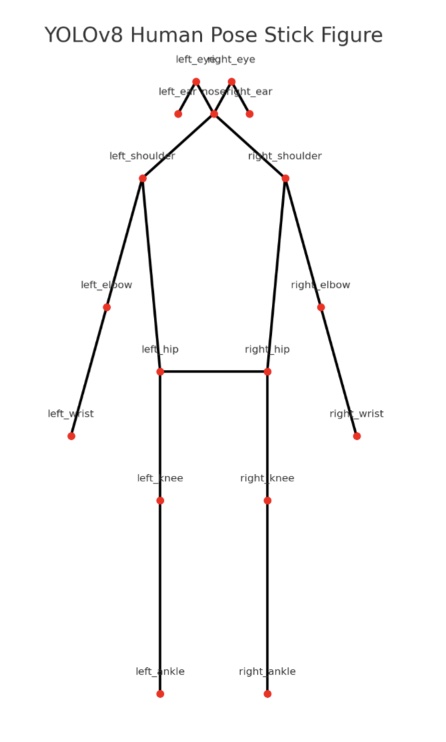 YOLOv8 Human Pose Stick Figure
left_eye right_eye
left_ear nose right_ear
left_shoulder right_shoulder
left_elbow right_elbow
left_hip right_hip
left_wrist right_wrist
left_knee right_knee
left_ankle right_ankle